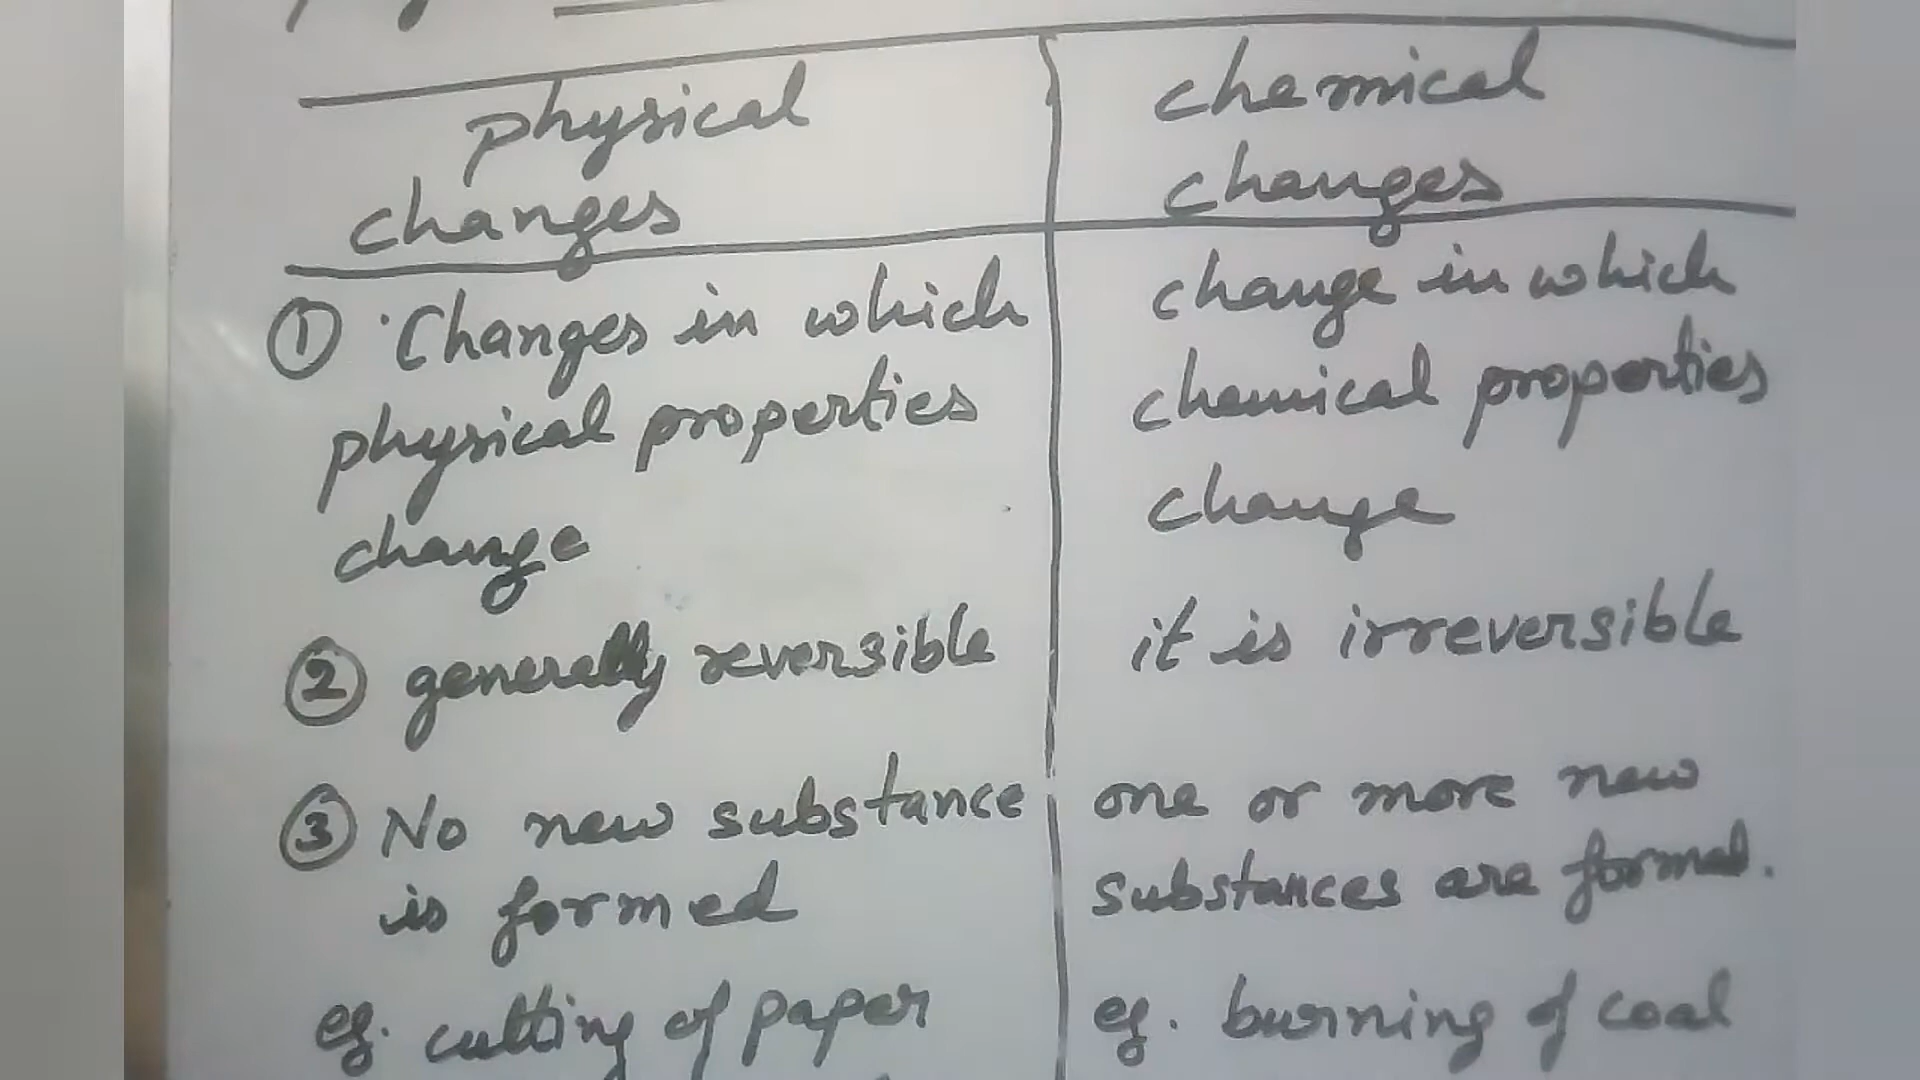 physical
changes
① Changes in which
physical properties
change
② generally reversible
③ No new substance
is formed
eg. cutting of paper
chemical
changes
change in which
chemical properties
change
it is irreversible
one or more new
substances are formed.
eg. burning of coal